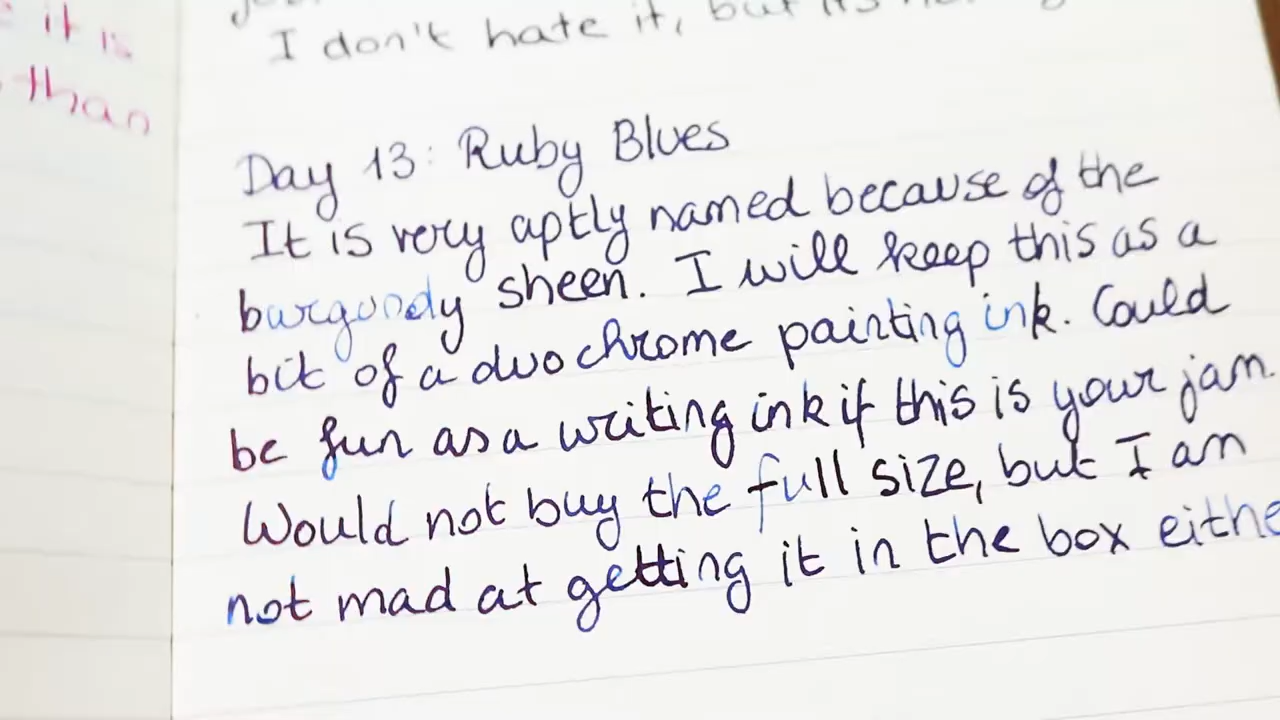 it is
than
I don't hate it, but it's
Day 13: Ruby Blues
It is very aptly named because of the
burgundy sheen. I will keep this as a
bit of a duo chrome painting ink. Could
be fun as a writing ink if this is your jam.
Would not buy the full size, but I am
not mad at getting it in the box eithe